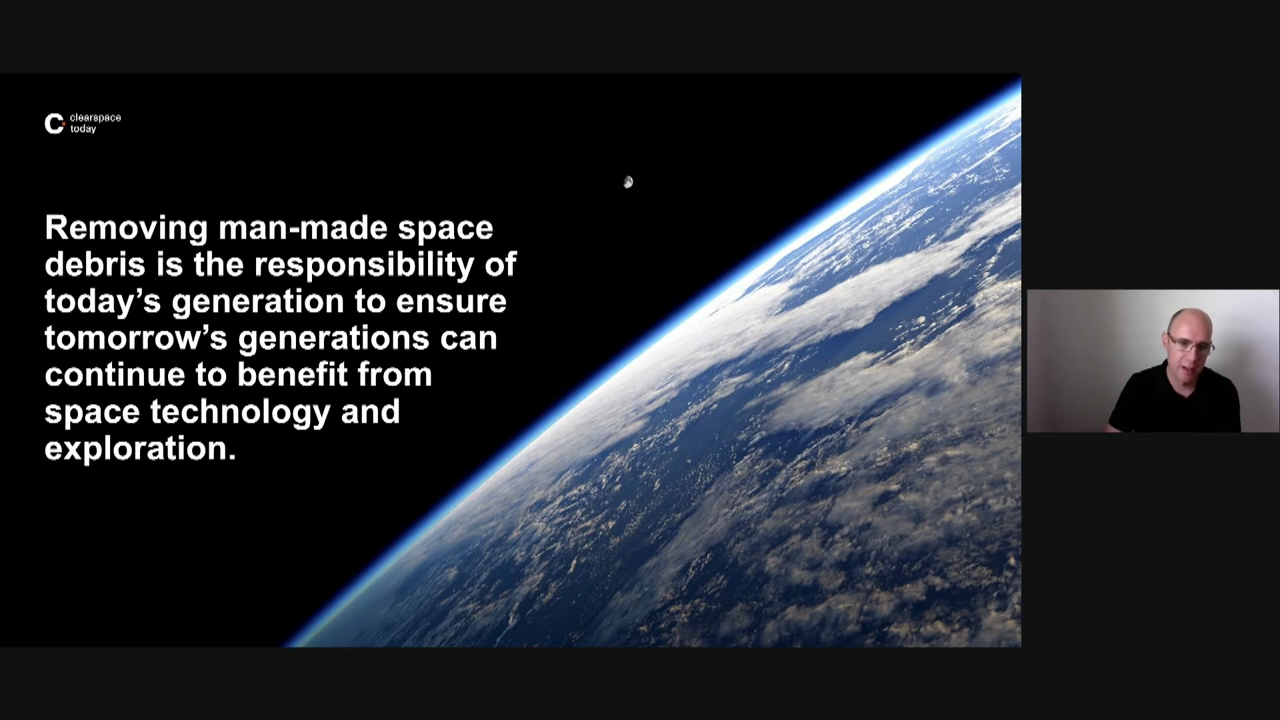 clearspace
today
Removing man-made space
debris is the responsibility of
today’s generation to ensure
tomorrow’s generations can
continue to benefit from
space technology and
exploration.